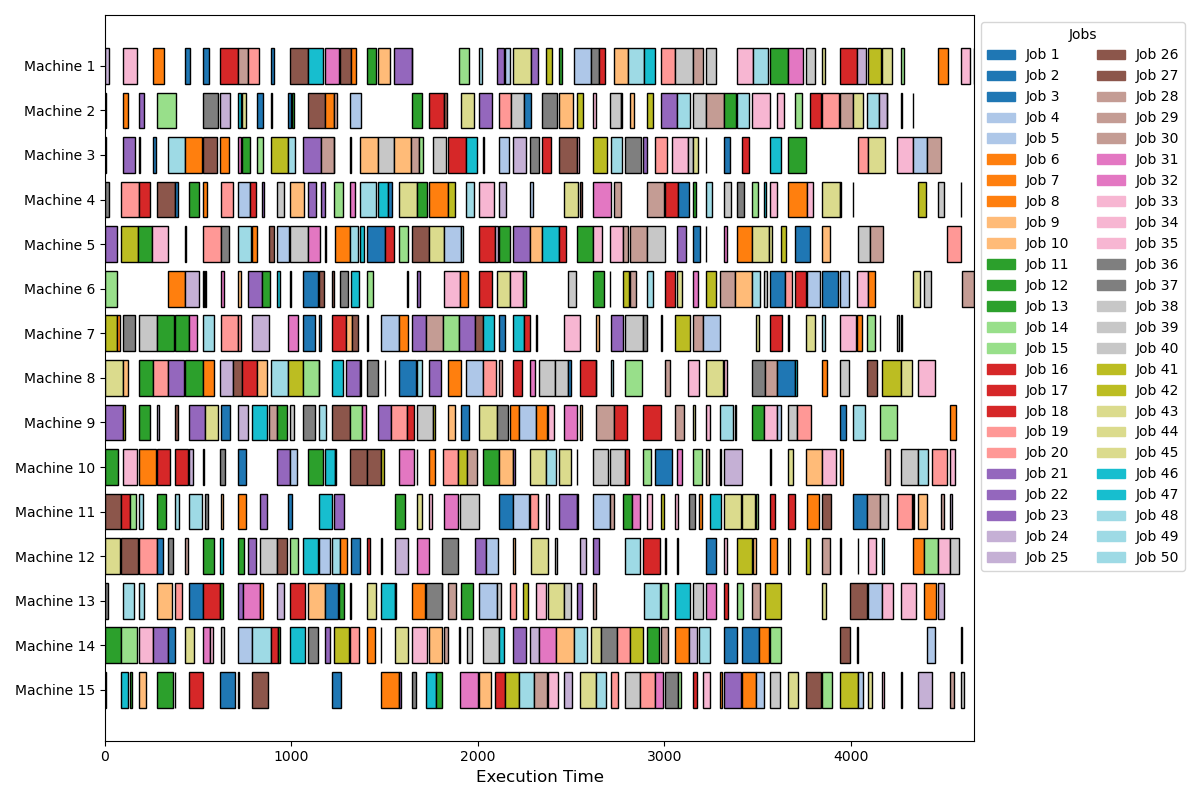 Machine 1
Machine 2
Machine 3
Machine 4
Machine 5
Machine 6
Machine 7
Machine 8
Machine 9
Machine 10
Machine 11
Machine 12
Machine 13
Machine 14
Machine 15
0 1000 2000 3000 4000
Execution Time
Jobs
Job 1
Job 2
Job 3
Job 4
Job 5
Job 6
Job 7
Job 8
Job 9
Job 10
Job 11
Job 12
Job 13
Job 14
Job 15
Job 16
Job 17
Job 18
Job 19
Job 20
Job 21
Job 22
Job 23
Job 24
Job 25
Job 26
Job 27
Job 28
Job 29
Job 30
Job 31
Job 32
Job 33
Job 34
Job 35
Job 36
Job 37
Job 38
Job 39
Job 40
Job 41
Job 42
Job 43
Job 44
Job 45
Job 46
Job 47
Job 48
Job 49
Job 50